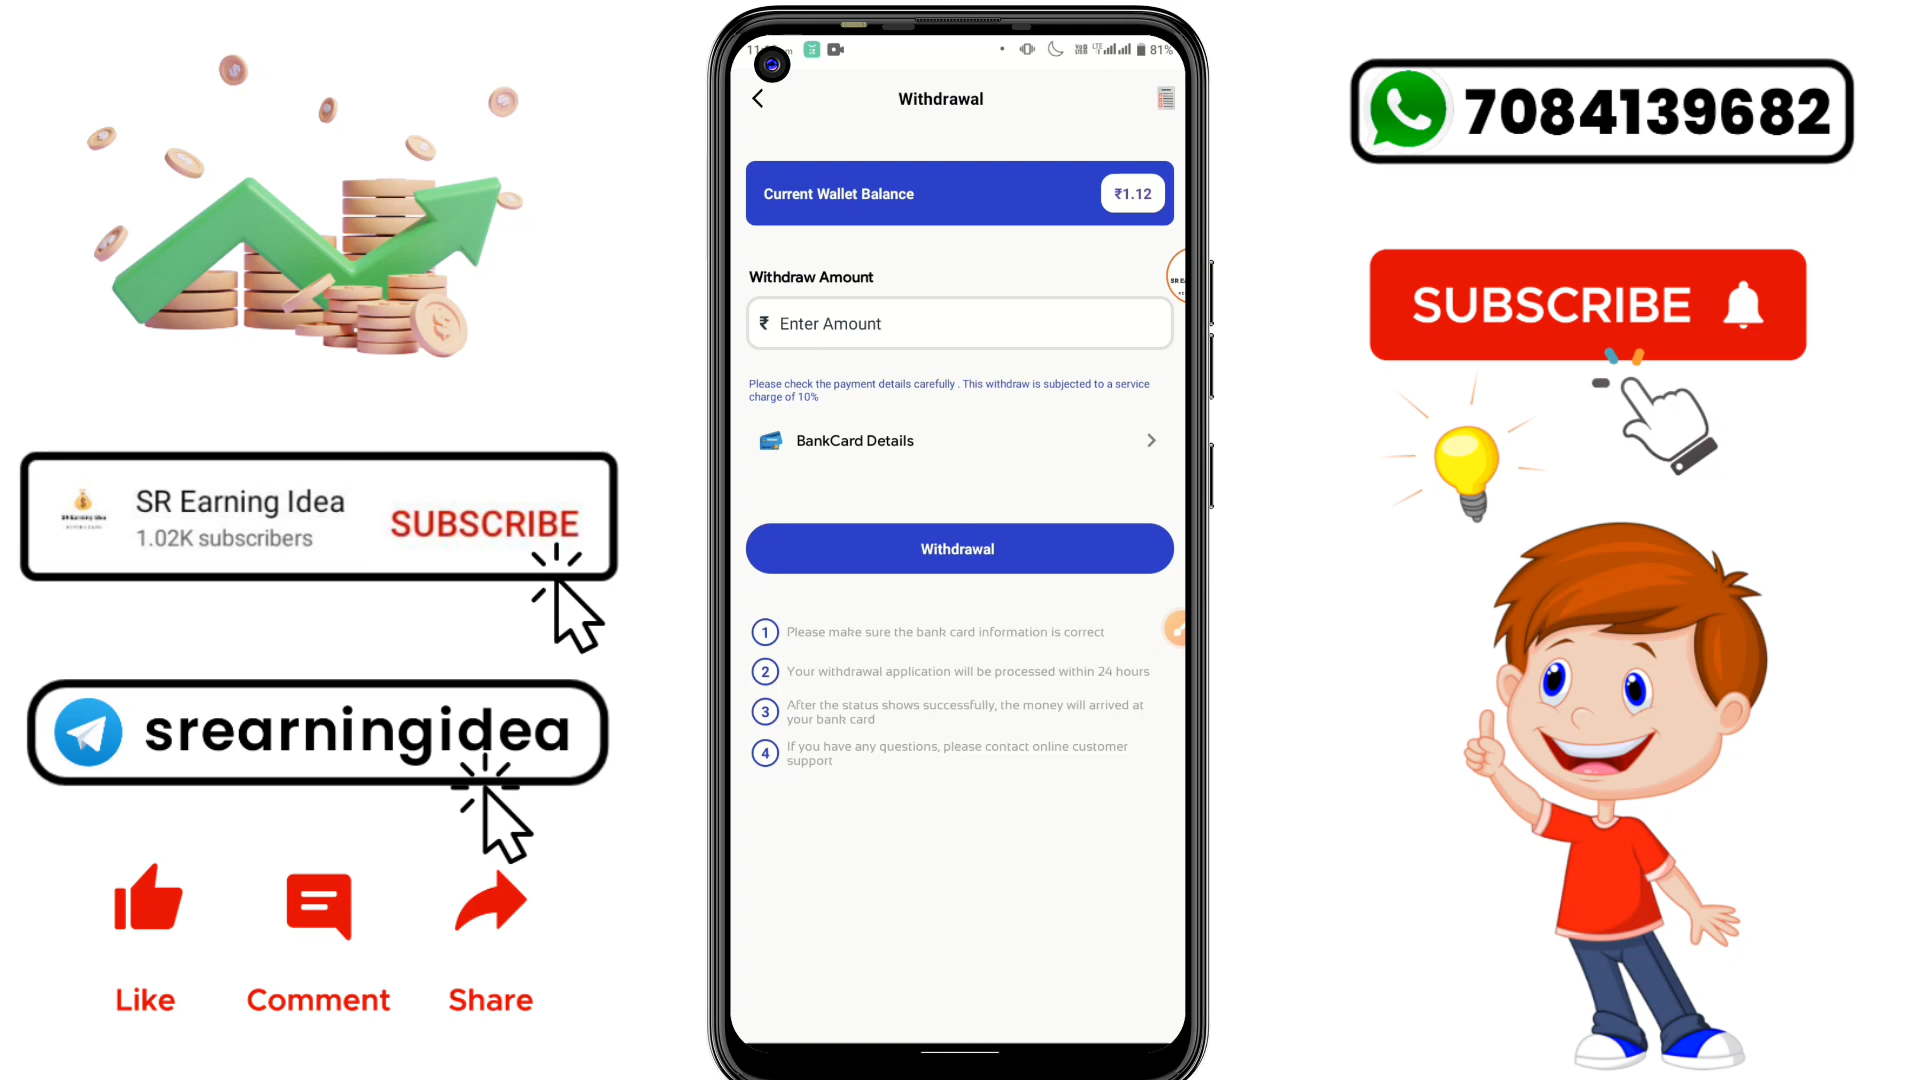 81%
Withdrawal
Current Wallet Balance
₹1.12
Withdraw Amount
₹ Enter Amount
Please check the payment details carefully . This withdraw is subjected to a service
charge of 10%
BankCard Details
Withdrawal
1 Please make sure the bank card information is correct
2 Your withdrawal application will be processed within 24 hours
3 After the status shows successfully, the money will arrived at
your bank card
4 If you have any questions, please contact online customer
support
SR Earning Idea
1.02K subscribers
SUBSCRIBE
srearningidea
Like
Comment
Share
7084139682
SUBSCRIBE